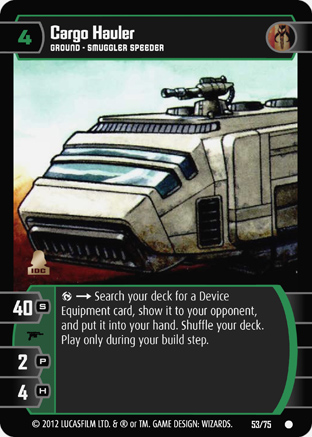 4 Cargo Hauler
GROUND - SMUGGLER SPEEDER
IDC
40 S
→ Search your deck for a Device
Equipment card, show it to your opponent,
and put it into your hand. Shuffle your deck.
Play only during your build step.
2 P
4 H
© 2012 LUCASFILM LTD. & ® or TM. GAME DESIGN: WIZARDS. 53/75